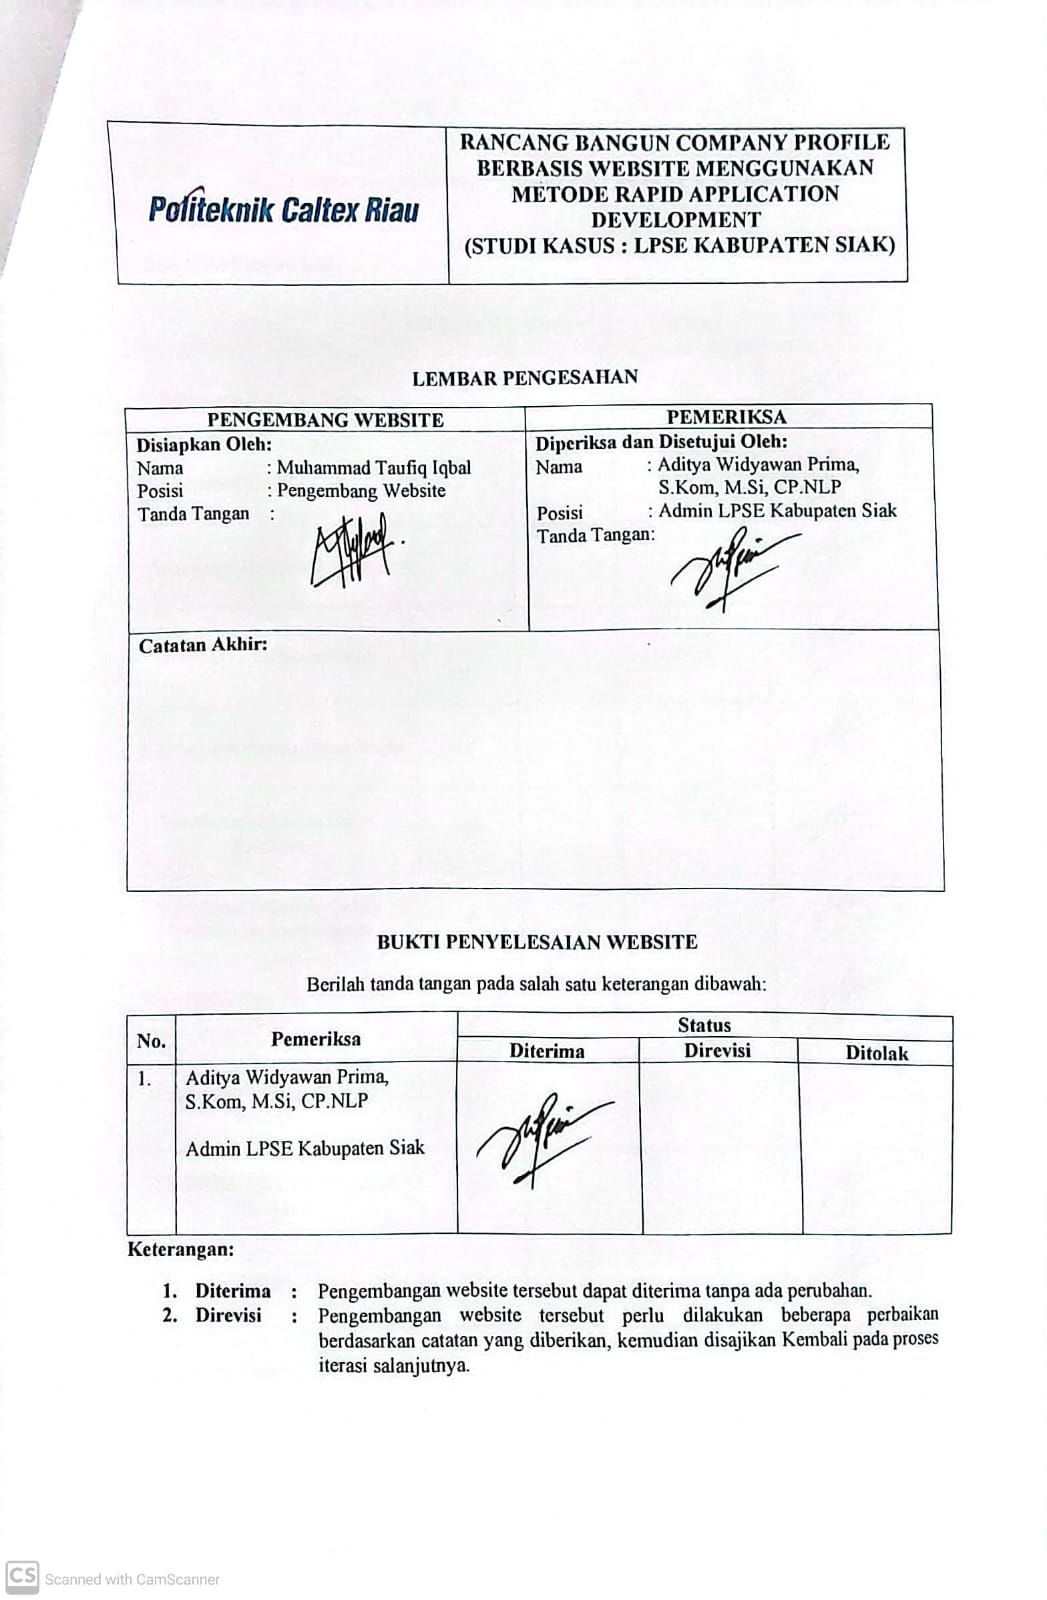 Politeknik Caltex Riau
RANCANG BANGUN COMPANY PROFILE
BERBASIS WEBSITE MENGGUNAKAN
METODE RAPID APPLICATION
DEVELOPMENT
(STUDI KASUS : LPSE KABUPATEN SIAK)
LEMBAR PENGESAHAN
PENGEMBANG WEBSITE
Disiapkan Oleh:
Nama : Muhammad Taufiq Iqbal
Posisi : Pengembang Website
Tanda Tangan :
PEMERIKSA
Diperiksa dan Disetujui Oleh:
Nama : Aditya Widyawan Prima,
S.Kom, M.Si, CP.NLP
Posisi : Admin LPSE Kabupaten Siak
Tanda Tangan:
Catatan Akhir:
BUKTI PENYELESAIAN WEBSITE
Berilah tanda tangan pada salah satu keterangan dibawah:
No. Pemeriksa Status
Diterima Direvisi Ditolak
1. Aditya Widyawan Prima,
S.Kom, M.Si, CP.NLP
Admin LPSE Kabupaten Siak
Keterangan:
1. Diterima : Pengembangan website tersebut dapat diterima tanpa ada perubahan.
2. Direvisi : Pengembangan website tersebut perlu dilakukan beberapa perbaikan
berdasarkan catatan yang diberikan, kemudian disajikan Kembali pada proses
iterasi salanjutnya.
CS Scanned with CamScanner